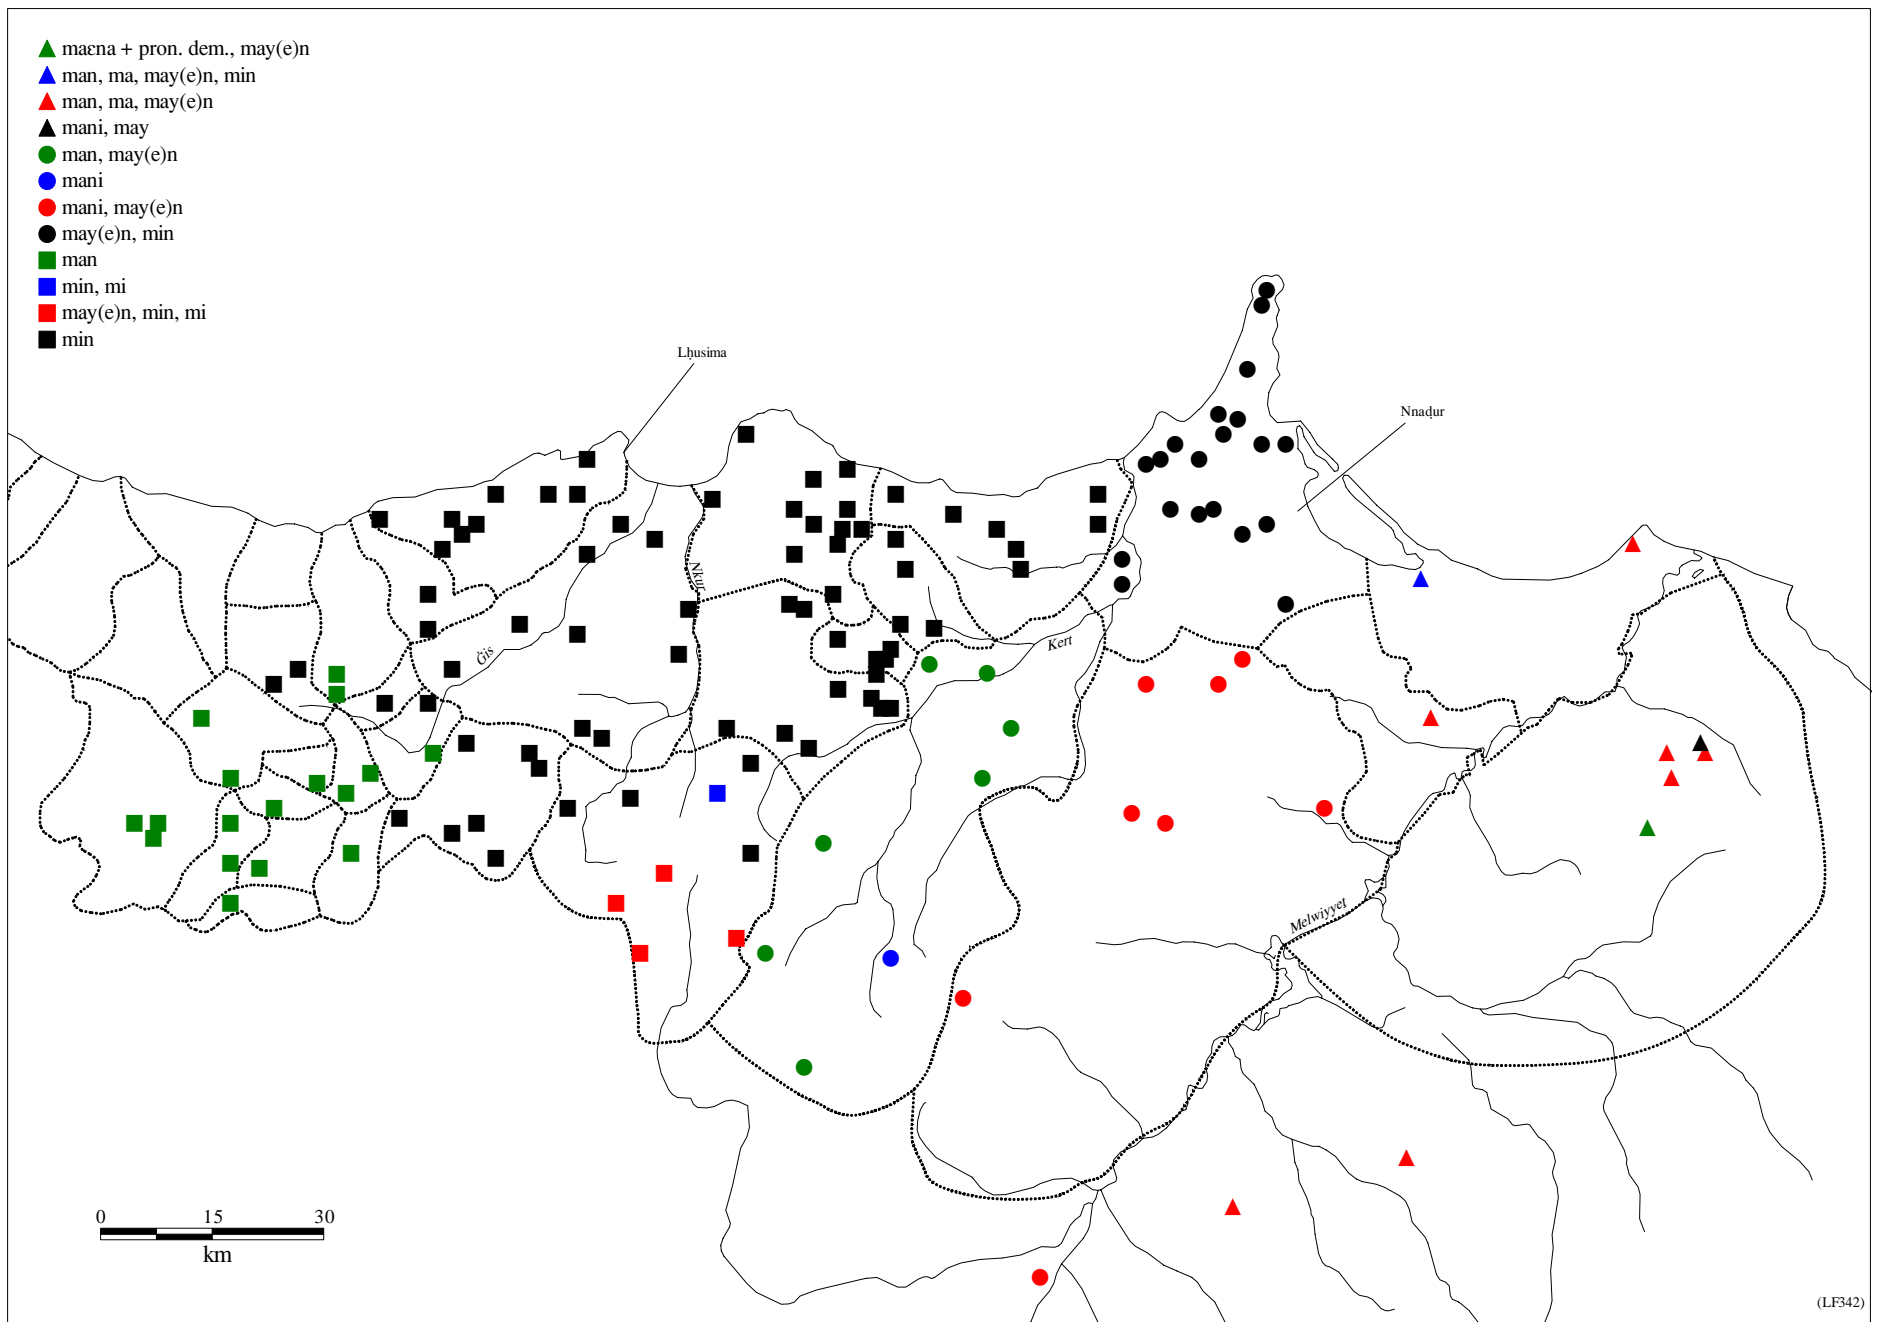 maɛna + pron. dem., may(e)n
man, ma, may(e)n, min
man, ma, may(e)n
mani, may
man, may(e)n
mani
mani, may(e)n
may(e)n, min
man
min, mi
may(e)n, min, mi
min
Lḥusima
Nnaḍur
Nkur
Kert
Ǧis
Melwiyyet
0 15 30
km
(LF342)